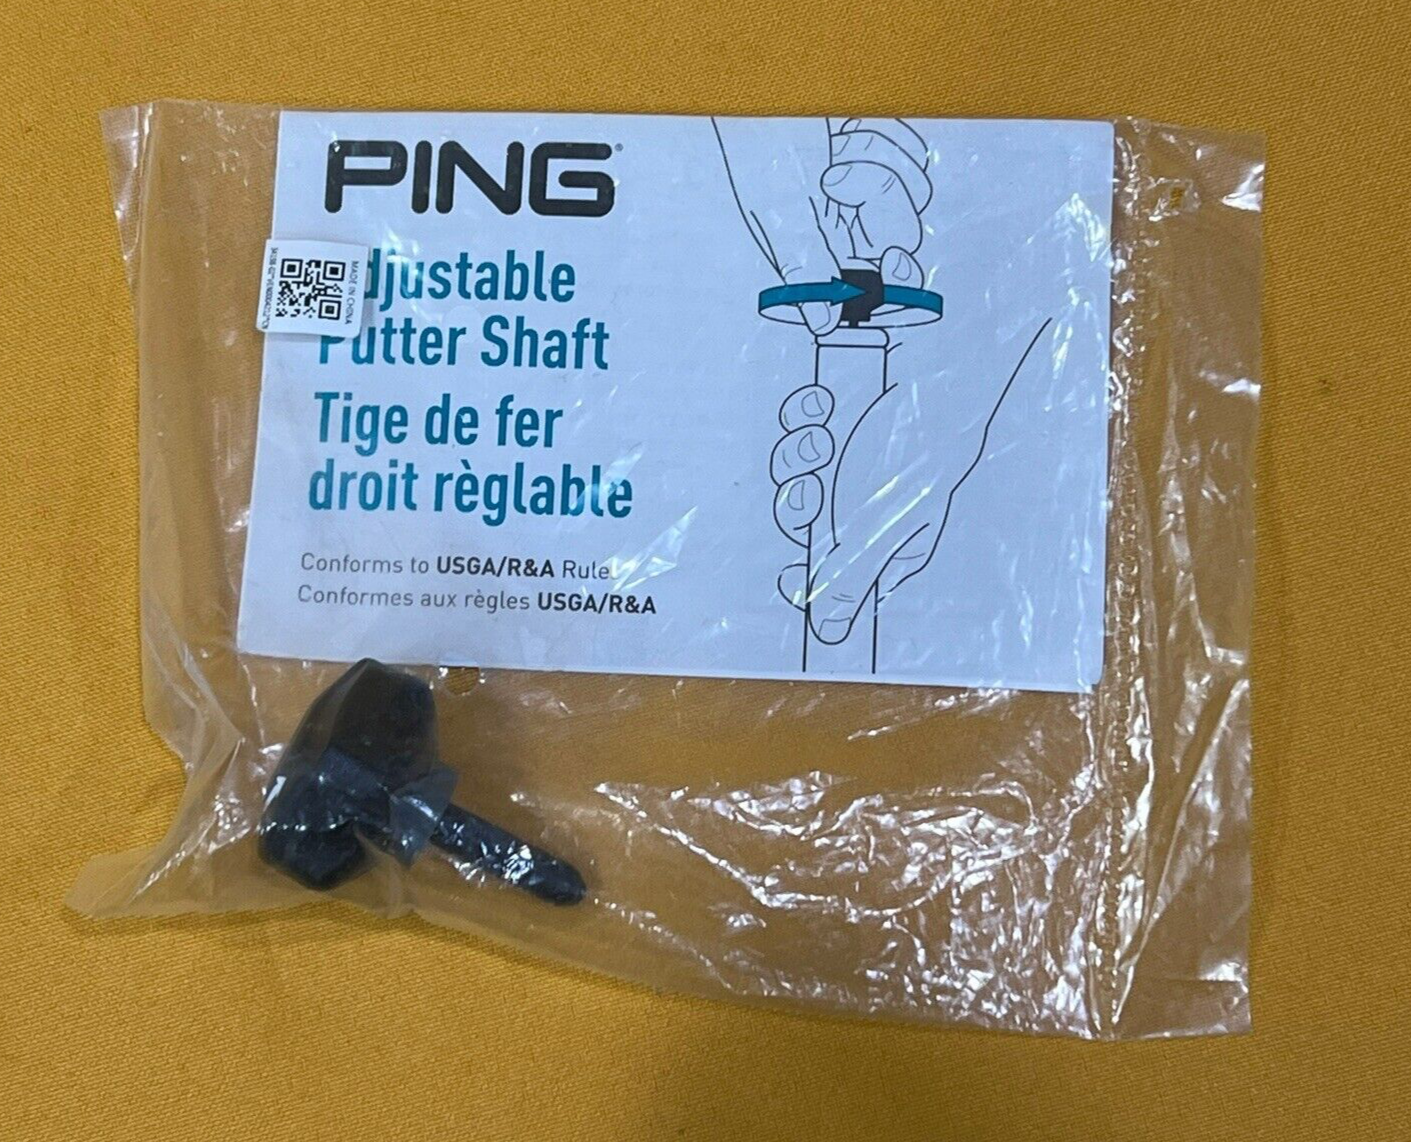 PING
djustable
Putter Shaft
Tige de fer
droit règlable
Conforms to USGA/R&A Rule
Conformes aux règles USGA/R&A
MADE IN CHINA